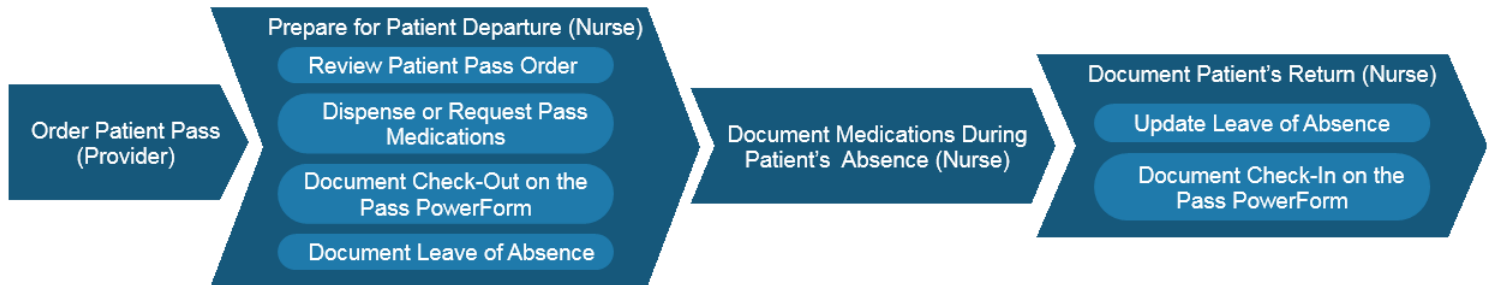 Order Patient Pass
(Provider)
Prepare for Patient Departure (Nurse)
Review Patient Pass Order
Dispense or Request Pass
Medications
Document Check-Out on the
Pass PowerForm
Document Leave of Absence
Document Medications During
Patient’s Absence (Nurse)
Document Patient’s Return (Nurse)
Update Leave of Absence
Document Check-In on the
Pass PowerForm